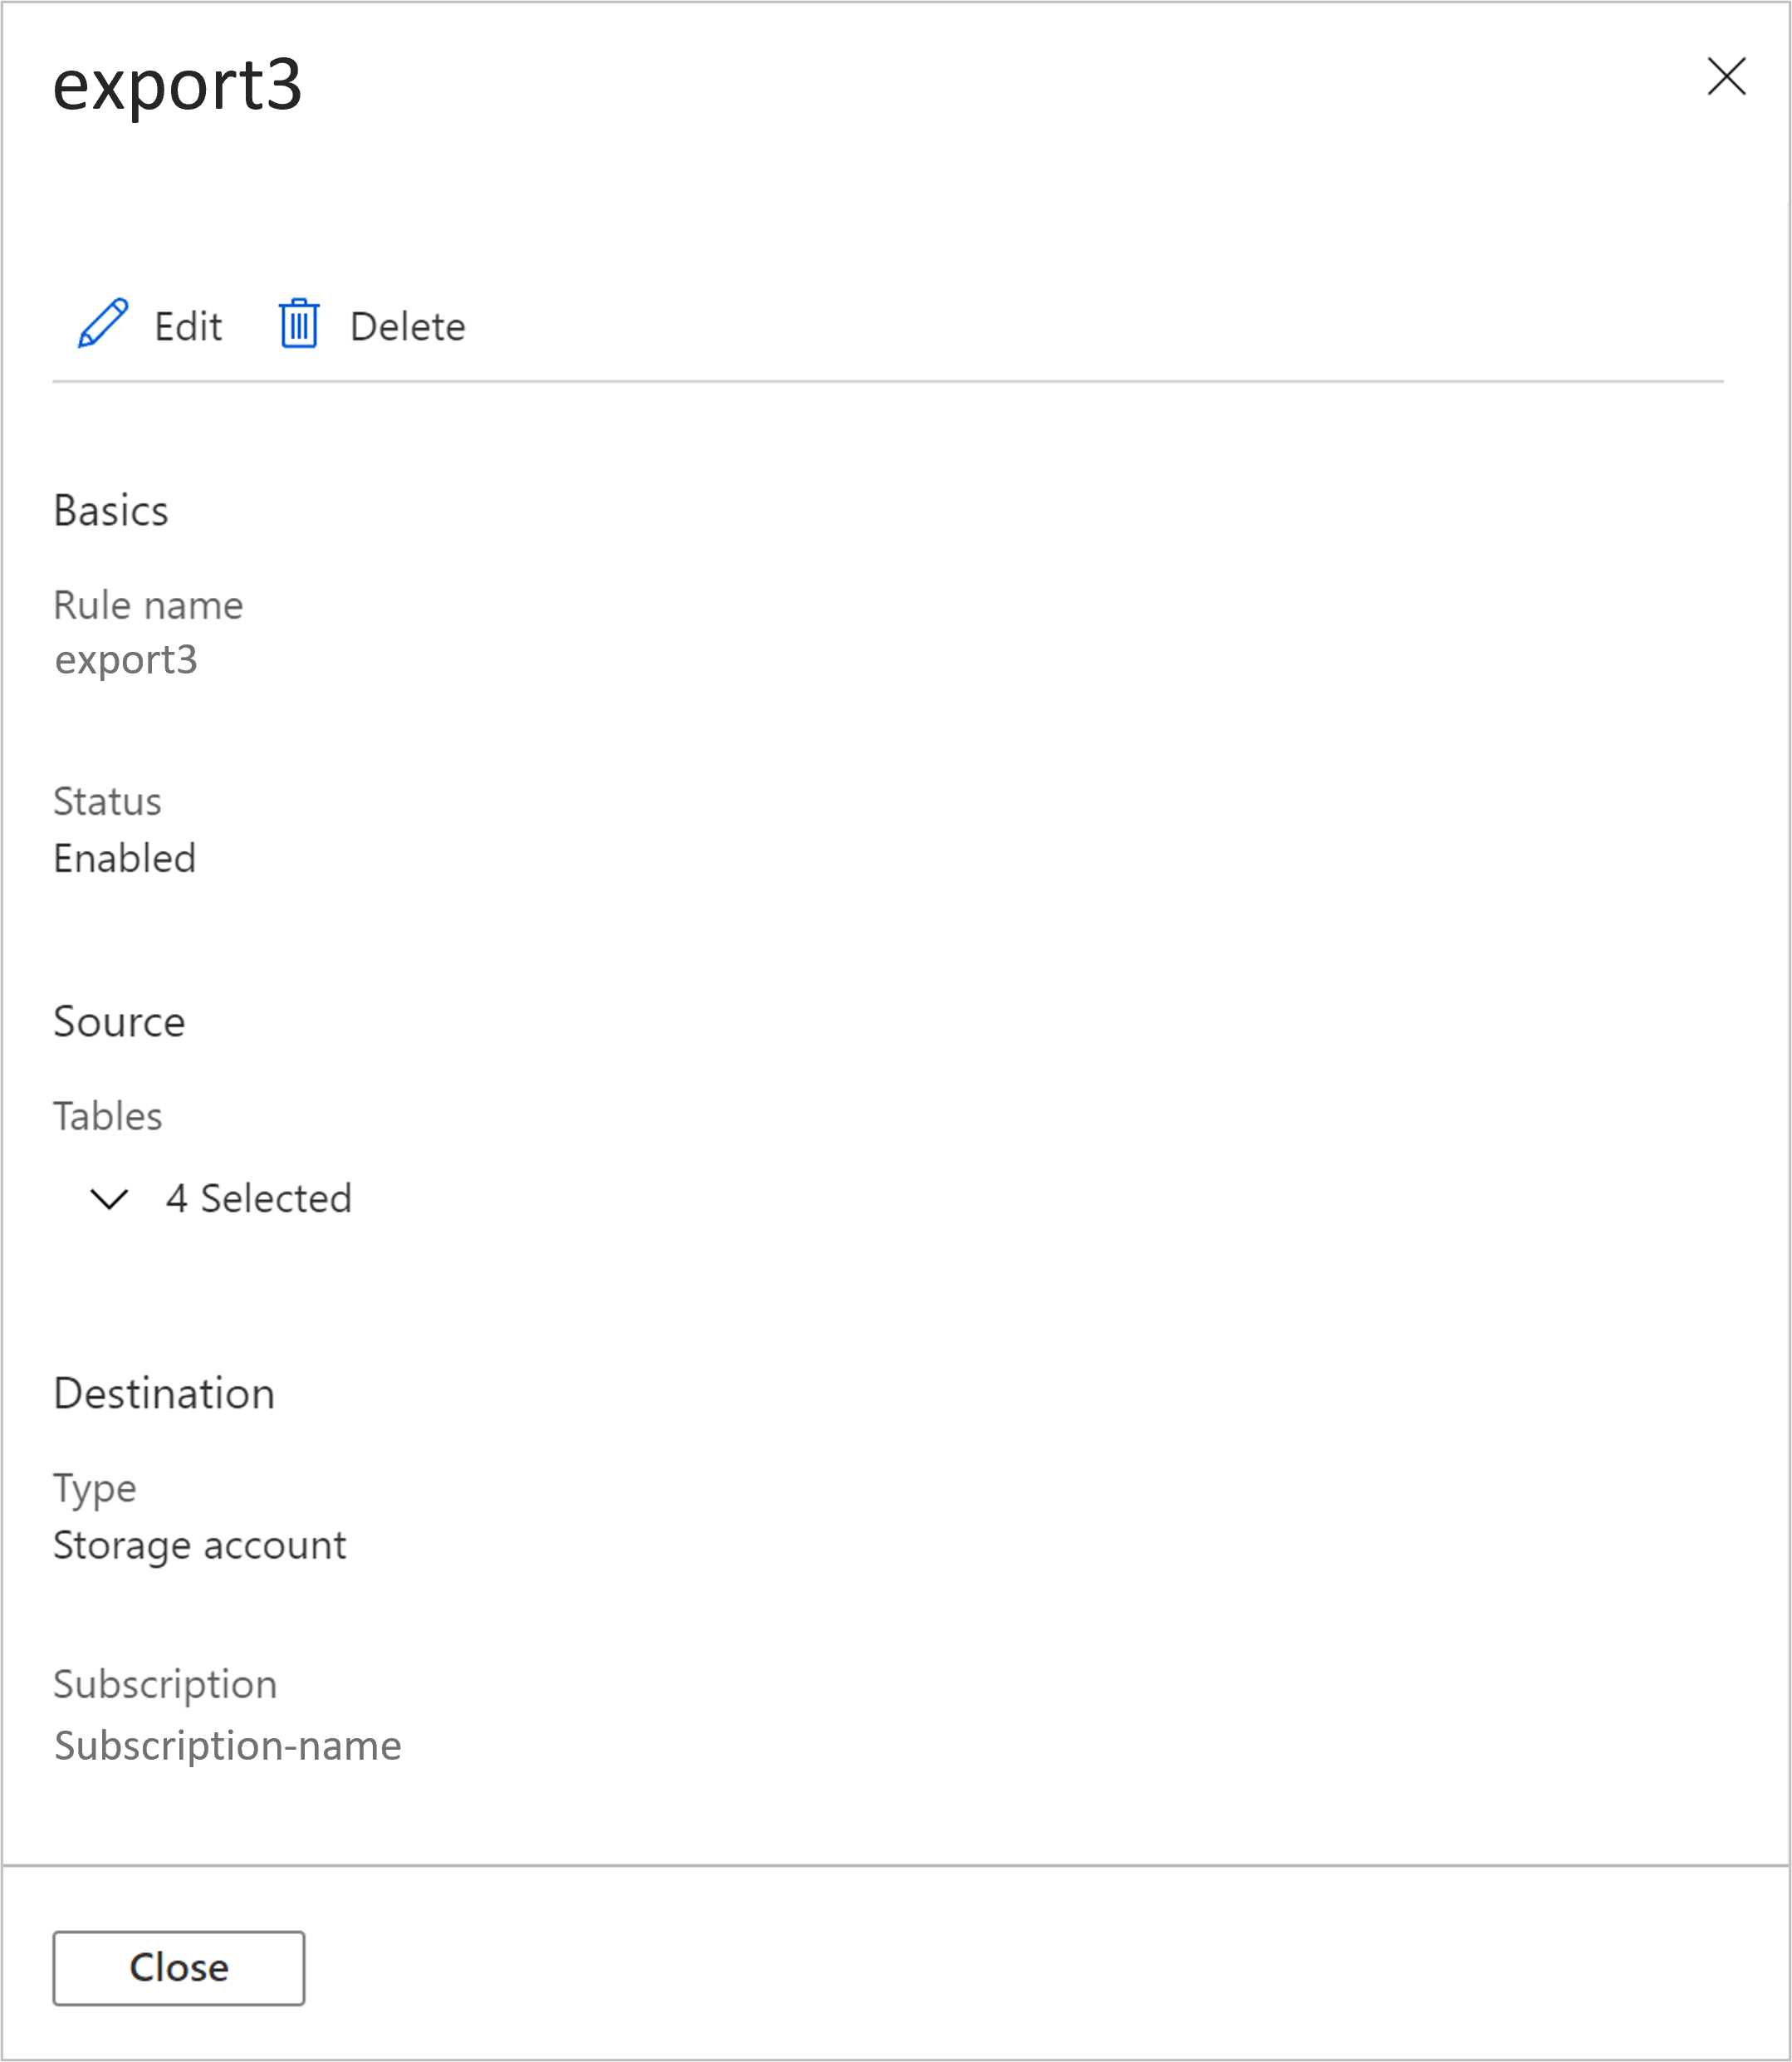 export3
Edit Delete
Basics
Rule name
export3
Status
Enabled
Source
Tables
4 Selected
Destination
Type
Storage account
Subscription
Subscription-name
Close